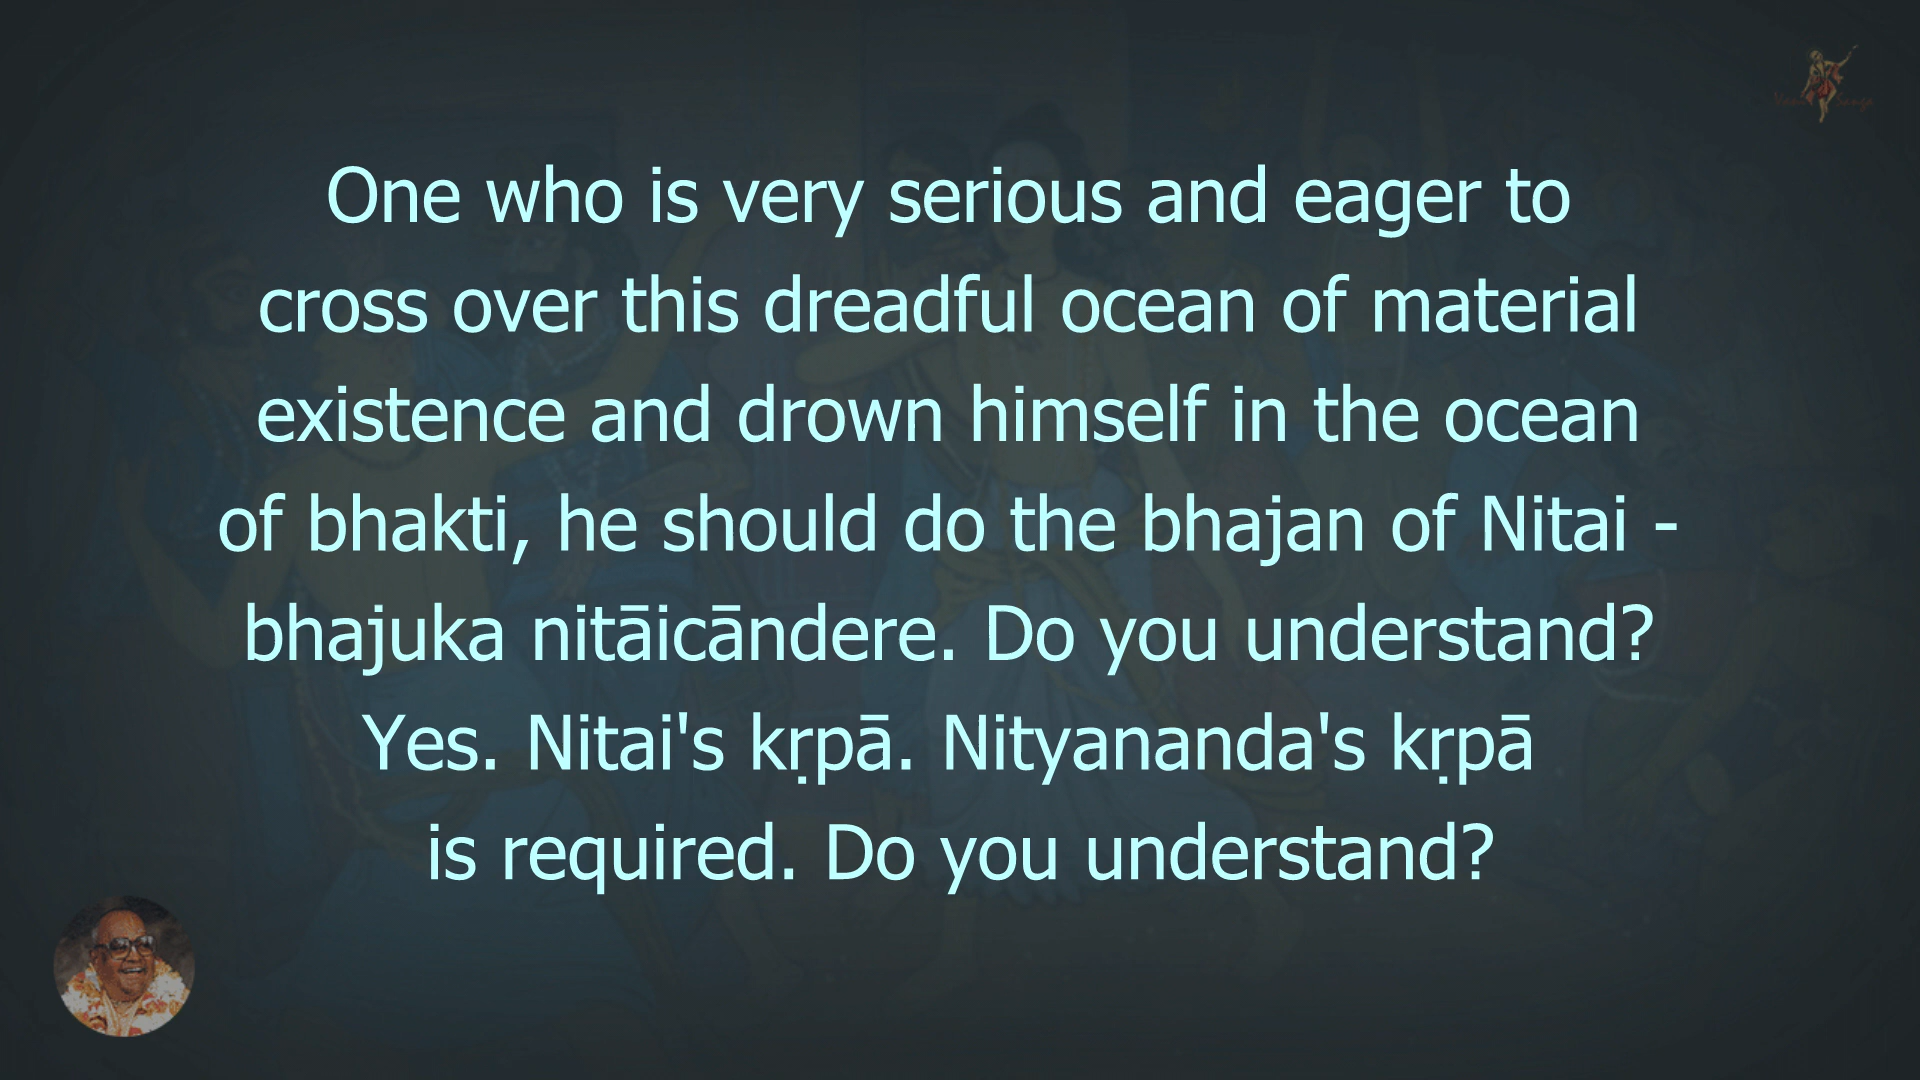 One who is very serious and eager to
cross over this dreadful ocean of material
existence and drown himself in the ocean
of bhakti, he should do the bhajan of Nitai -
bhajuka nitāicāndere. Do you understand?
Yes. Nitai's kṛpā. Nityananda's kṛpā
is required. Do you understand?